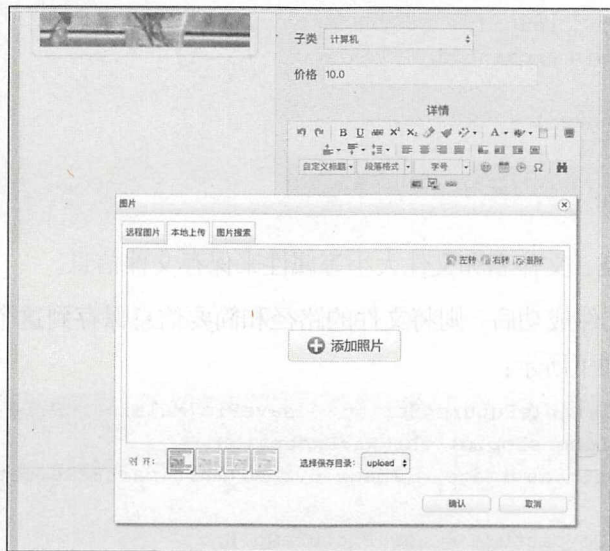 子类 计算机
价格 10.0
详情
B U ABC X² X₂ A
自定义标题 段落格式 字号 Ω
图片
远程图片 本地上传 图片搜索
左转 右转 删除
添加照片
选择保存目录: upload
确认 取消